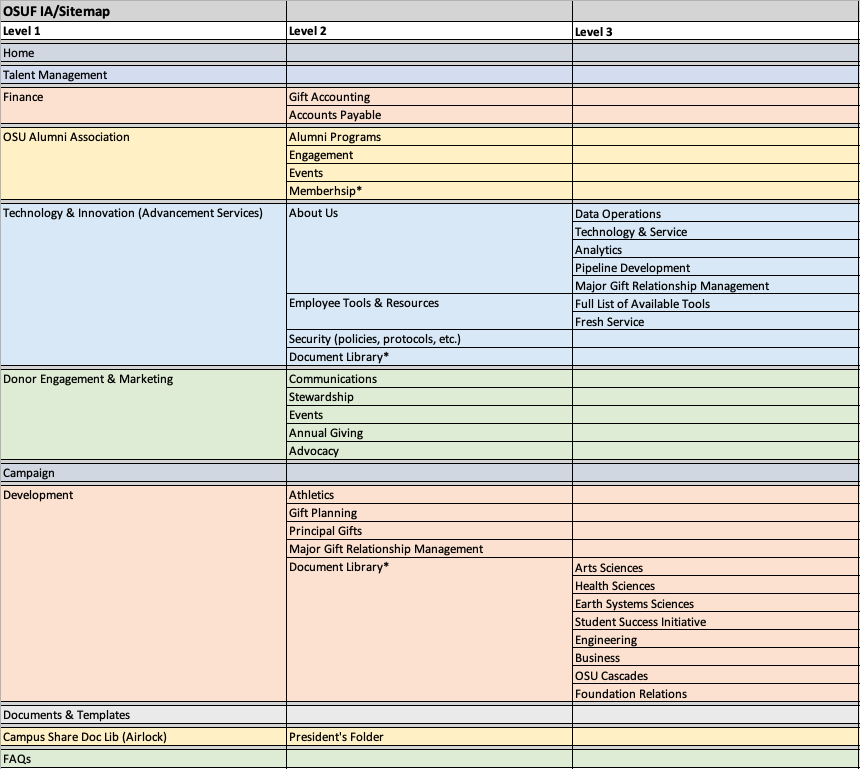 OSUF IA/Sitemap
Level 1 Level 2 Level 3
Home
Talent Management
Finance Gift Accounting
Accounts Payable
OSU Alumni Association Alumni Programs
Engagement
Events
Memberhsip*
Technology & Innovation (Advancement Services) About Us Data Operations
Technology & Service
Analytics
Pipeline Development
Major Gift Relationship Management
Employee Tools & Resources Full List of Available Tools
Fresh Service
Security (policies, protocols, etc.)
Document Library*
Donor Engagement & Marketing Communications
Stewardship
Events
Annual Giving
Advocacy
Campaign
Development Athletics
Gift Planning
Principal Gifts
Major Gift Relationship Management
Document Library* Arts Sciences
Health Sciences
Earth Systems Sciences
Student Success Initiative
Engineering
Business
OSU Cascades
Foundation Relations
Documents & Templates
Campus Share Doc Lib (Airlock) President's Folder
FAQs